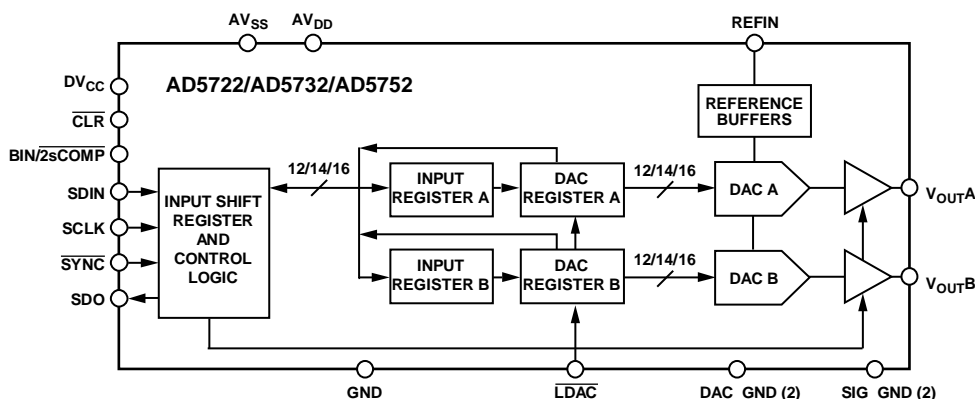 AVSS
AVDD
REFIN
DVCC
AD5722/AD5732/AD5752
CLR
REFERENCE
BUFFERS
BIN/2sCOMP
12/14/16
12/14/16
SDIN
INPUT SHIFT
REGISTER
AND
CONTROL
LOGIC
INPUT
REGISTER A
DAC
REGISTER A
DAC A
VOUTA
SCLK
SYNC
12/14/16
INPUT
REGISTER B
DAC
REGISTER B
DAC B
VOUTB
SDO
GND
LDAC
DAC GND (2)
SIG GND (2)